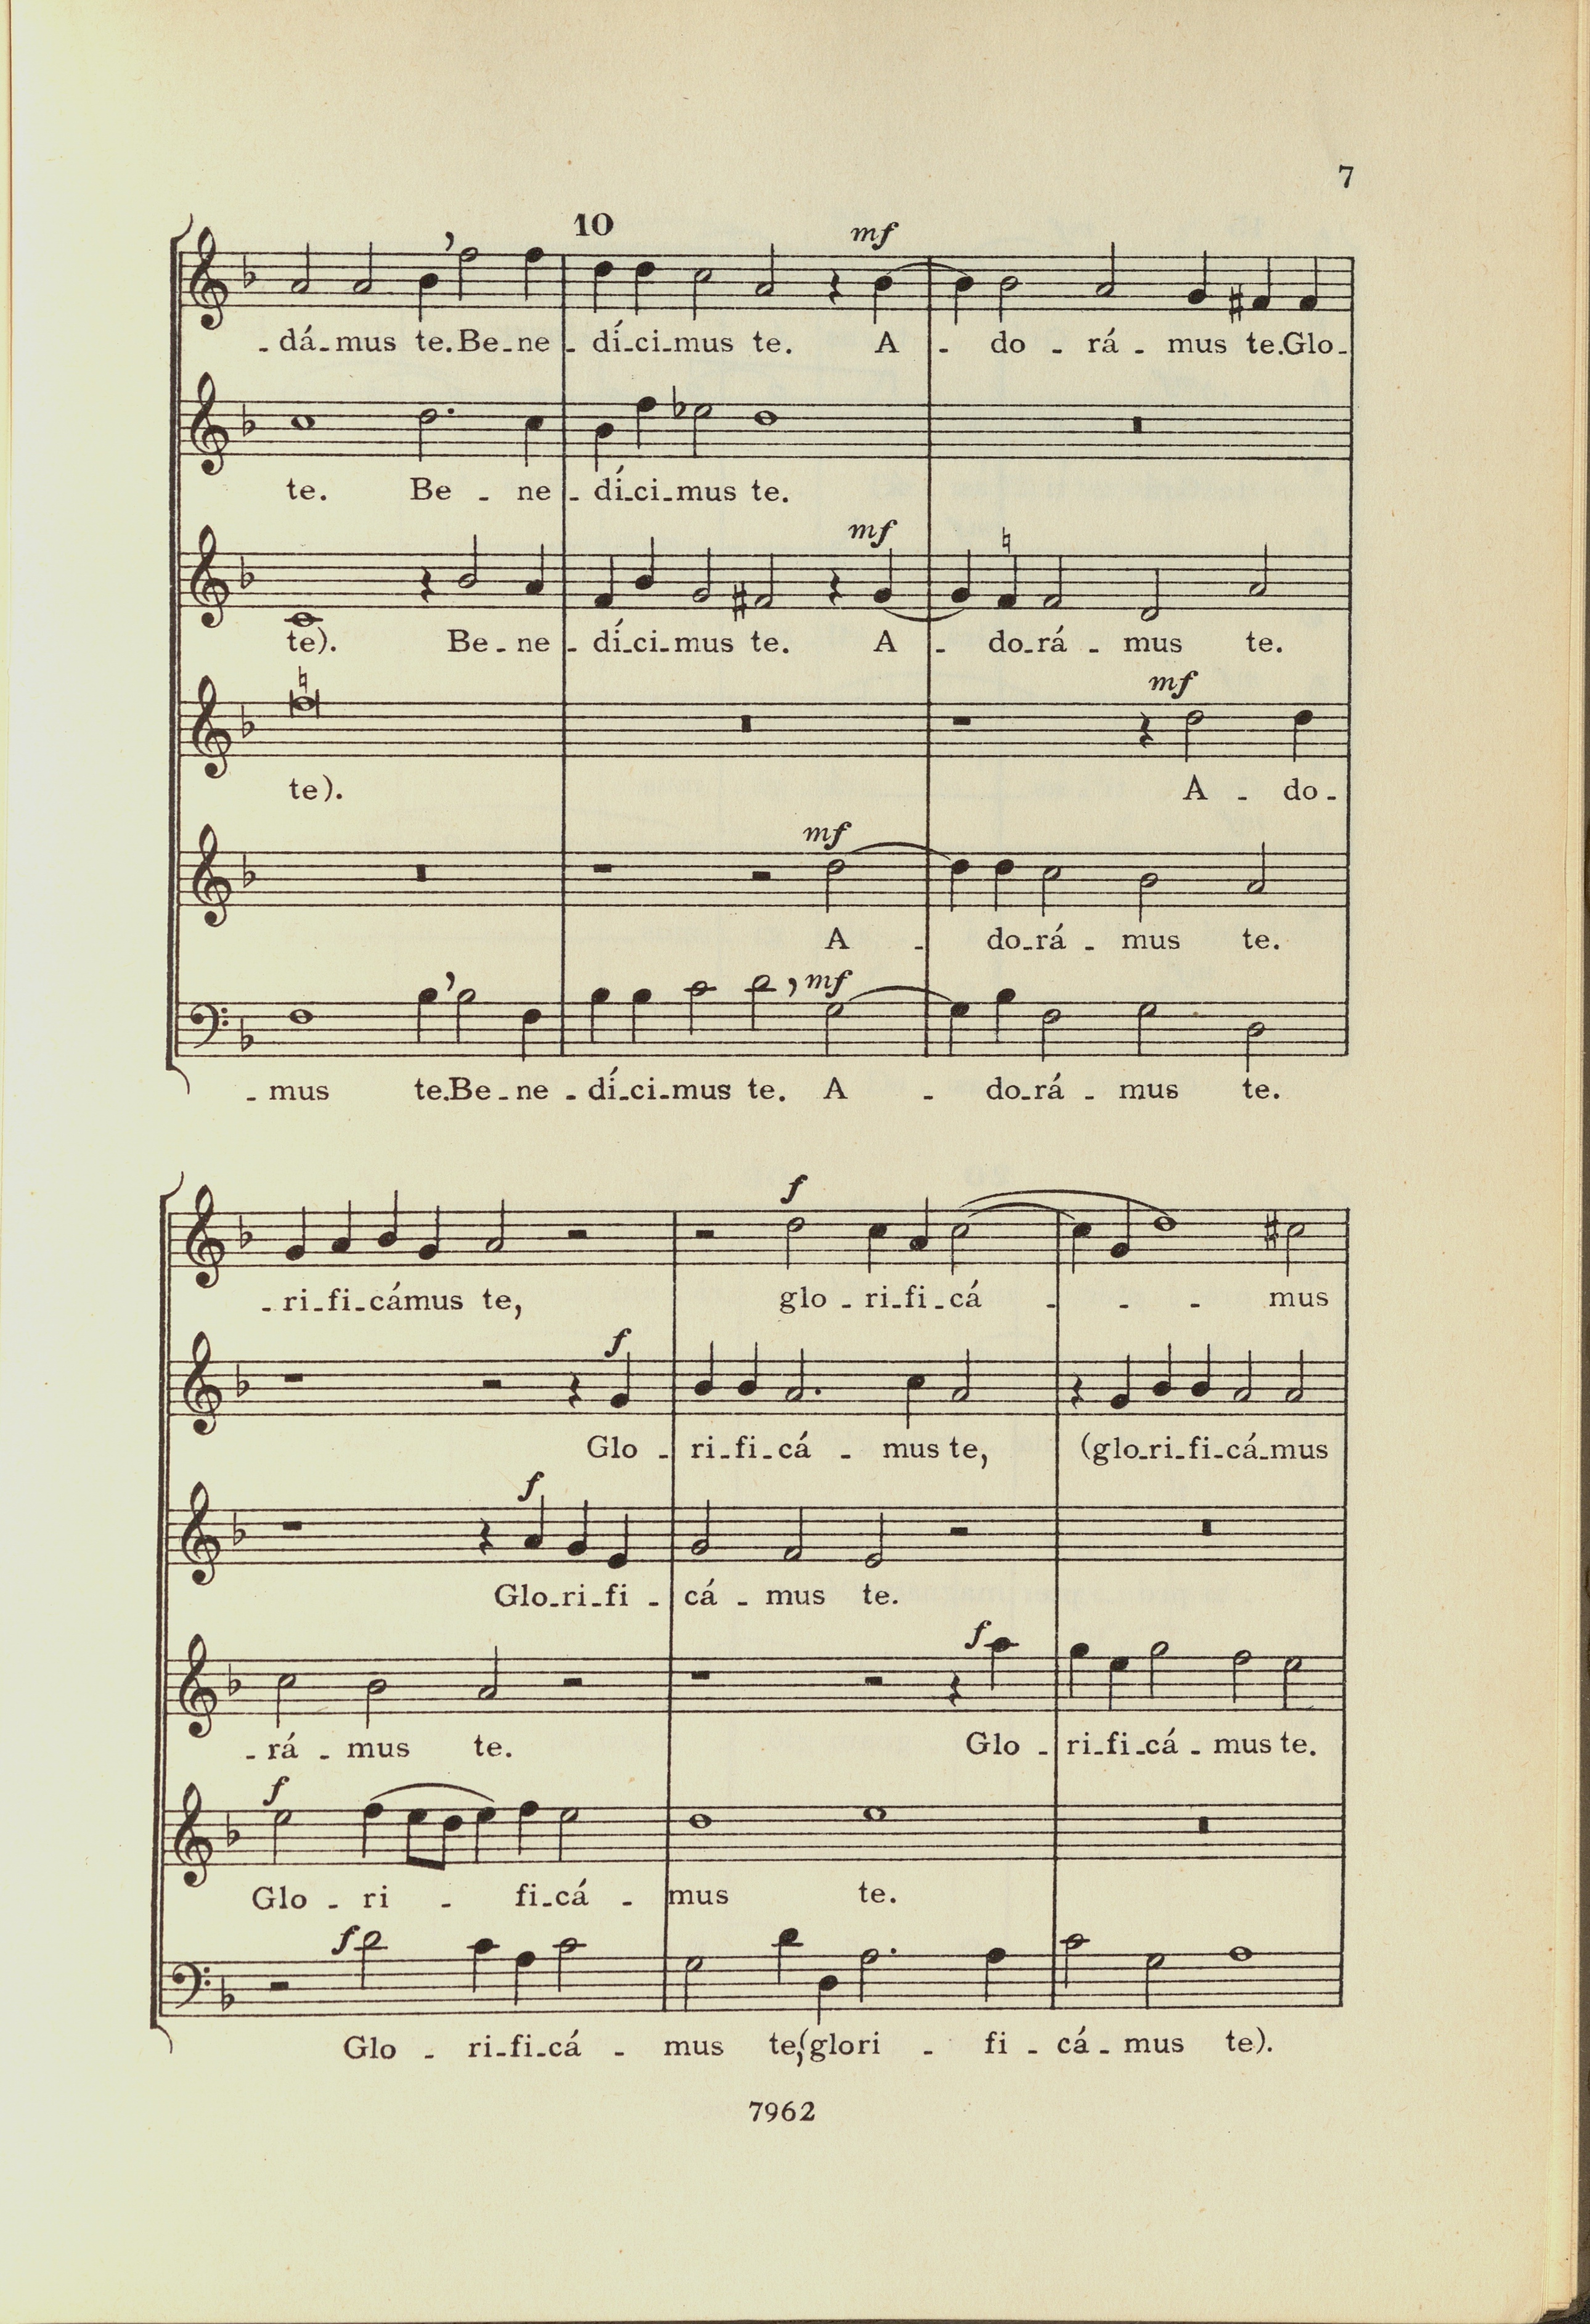 7
10
mf
- dá - mus te. Be - ne - dí - ci - mus te. A - do - rá - mus te. Glo -
te. Be - ne - dí - ci - mus te.
mf
te). Be - ne - dí - ci - mus te. A - do - rá - mus te.
mf
te). A - do -
mf
A - do - rá - mus te.
mf
- mus te. Be - ne - dí - ci - mus te. A - do - rá - mus te.
f
- ri - fi - cámus te, glo - ri - fi - cá - - - mus
f
Glo - ri - fi - cá - mus te, (glo - ri - fi - cá - mus
f
Glo - ri - fi - cá - mus te.
f
- rá - mus te. Glo - ri - fi - cá - mus te.
f
Glo - ri - fi - cá - mus te.
f
Glo - ri - fi - cá - mus te, (glori - fi - cá - mus te).
7962